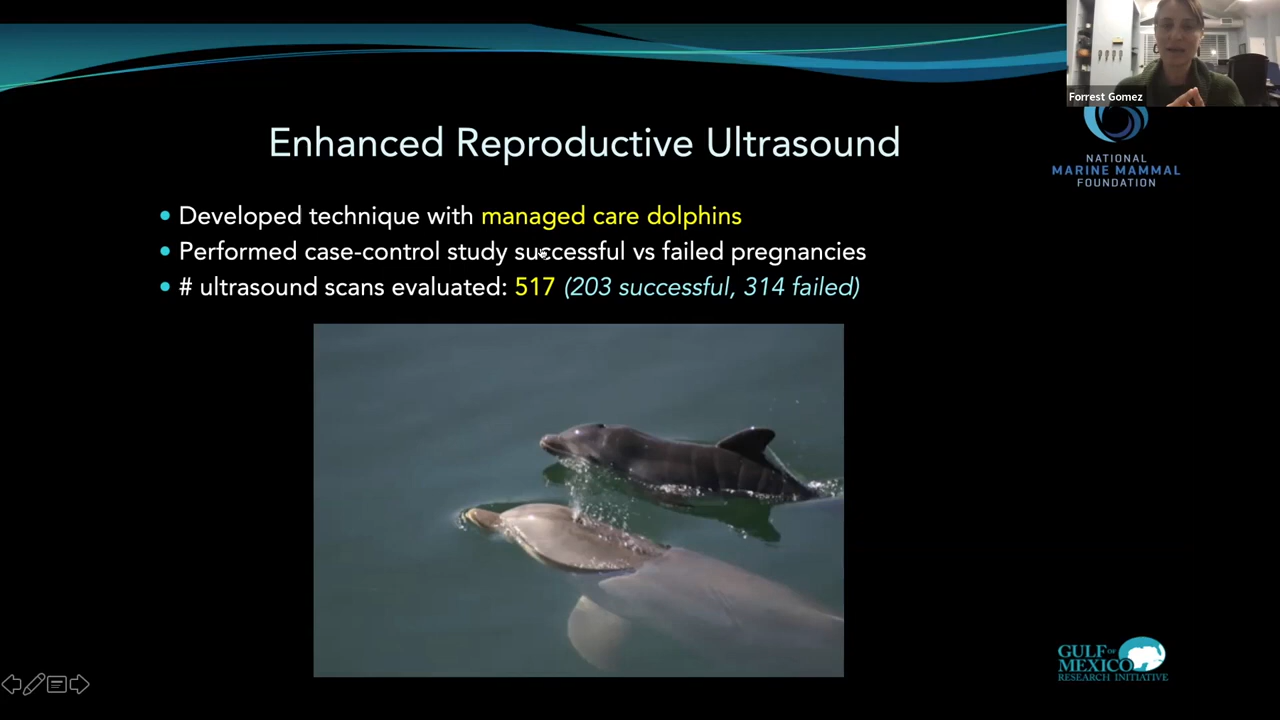 Forrest Gomez
NATIONAL
MARINE MAMMAL
FOUNDATION
Enhanced Reproductive Ultrasound
Developed technique with managed care dolphins
Performed case-control study successful vs failed pregnancies
# ultrasound scans evaluated: 517 (203 successful, 314 failed)
GULF OF
MEXICO
RESEARCH INITIATIVE